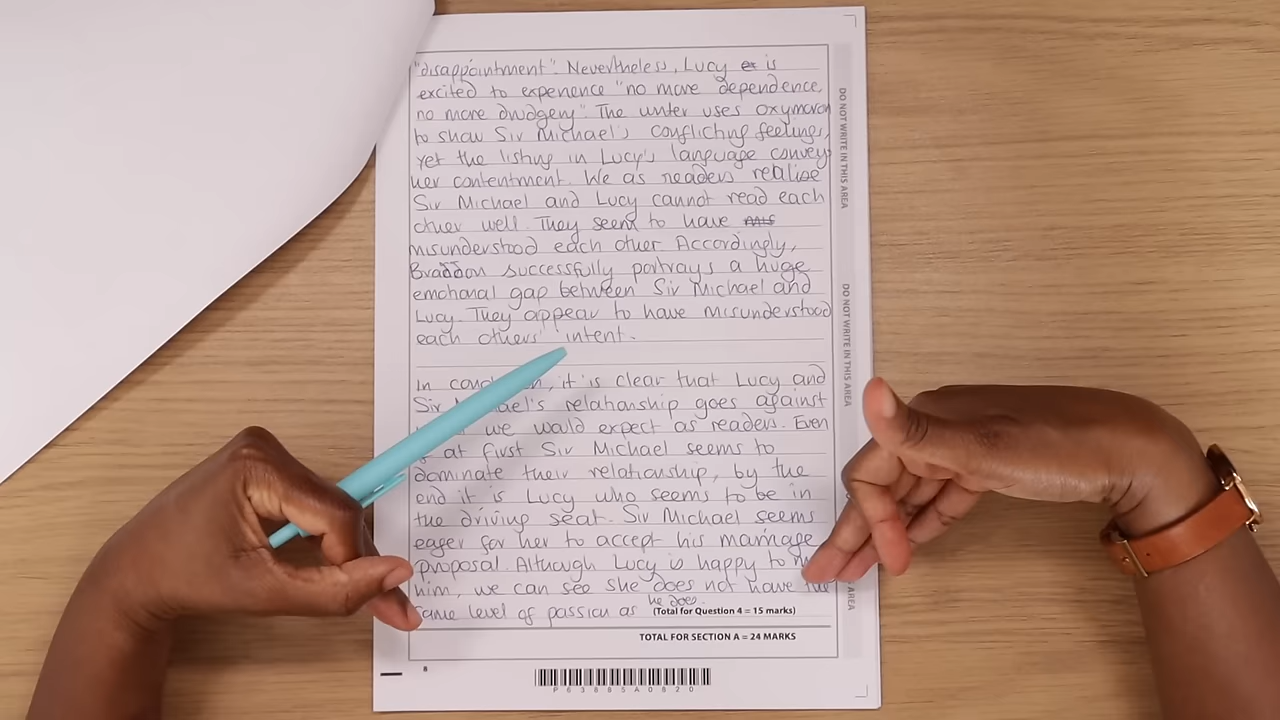 "disappointment". Nevertheless, Lucy is
excited to experience "no more dependence,
no more drudgery". The writer uses oxymoron
to show Sir Michael's conflicting feelings,
yet the listing in Lucy's language conveys
her contentment. We as readers realise
Sir Michael and Lucy cannot read each
other well. They seem to have
misunderstood each other. Accordingly,
Braddon successfully portrays a huge
emotional gap between Sir Michael and
Lucy. They appear to have misunderstood
each others' intent.
In it is clear that Lucy and
Sir relationship goes against
we would expect as readers. Even
at first Sir Michael seems to
dominate their relationship, by the
end it is Lucy who seems to be in
the driving seat. Sir Michael seems
eager for her to accept his marriage
proposal. Although Lucy is happy to
him, we can see she does not have the
same level of passion as he does.
(Total for Question 4 = 15 marks)
TOTAL FOR SECTION A = 24 MARKS
8
P63885A0820
DO NOT WRITE IN THIS AREA
DO NOT WRITE IN THIS AREA
AREA